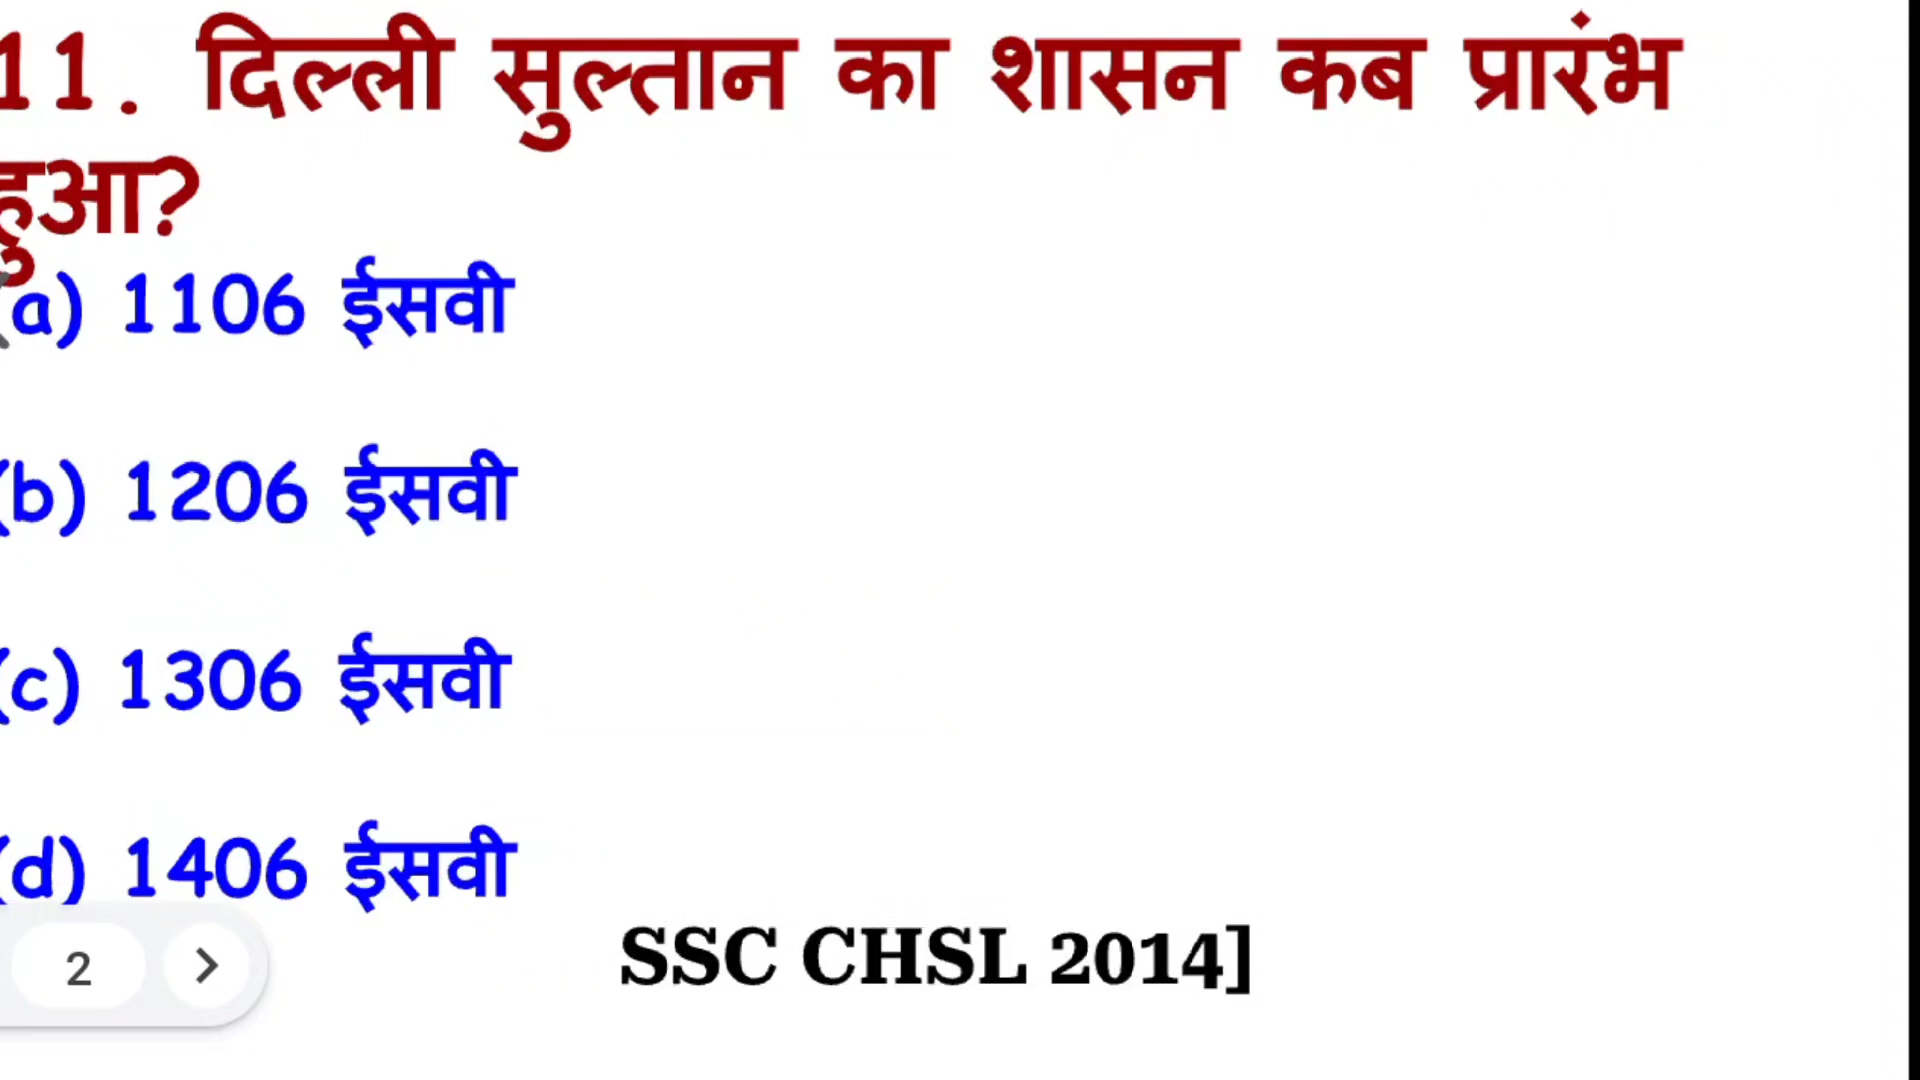 11. दिल्ली सुल्तान का शासन कब प्रारंभ
हुआ?
(a) 1106 ईसवी
(b) 1206 ईसवी
(c) 1306 ईसवी
(d) 1406 ईसवी
SSC CHSL 2014]
2 >